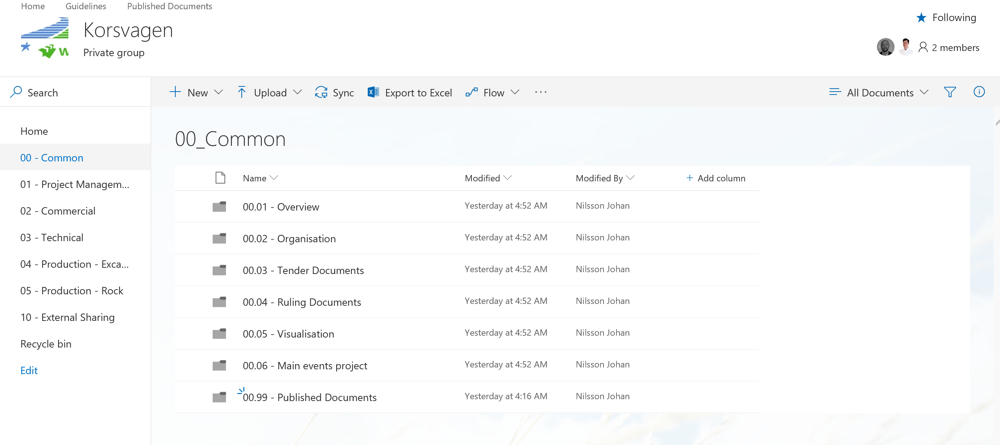 Home Guidelines Published Documents
Korsvagen
Private group
W
Following
2 members
Search
New Upload Sync Export to Excel Flow ···
All Documents
Home
00 - Common
01 - Project Managem...
02 - Commercial
03 - Technical
04 - Production - Exca...
05 - Production - Rock
10 - External Sharing
Recycle bin
Edit
00_Common
Name Modified Modified By + Add column
00.01 - Overview Yesterday at 4:52 AM Nilsson Johan
00.02 - Organisation Yesterday at 4:52 AM Nilsson Johan
00.03 - Tender Documents Yesterday at 4:52 AM Nilsson Johan
00.04 - Ruling Documents Yesterday at 4:52 AM Nilsson Johan
00.05 - Visualisation Yesterday at 4:52 AM Nilsson Johan
00.06 - Main events project Yesterday at 4:52 AM Nilsson Johan
00.99 - Published Documents Yesterday at 4:16 AM Nilsson Johan